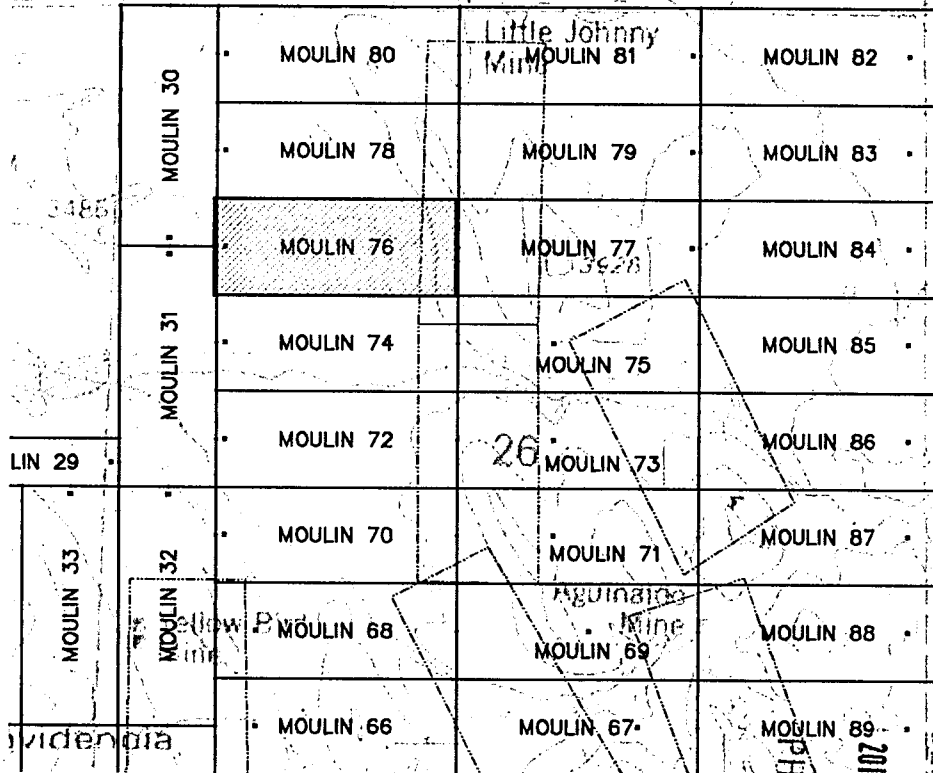 Little Johnny
Mine
MOULIN 80
MOULIN 81
MOULIN 82
MOULIN 30
MOULIN 78
MOULIN 79
MOULIN 83
3486
MOULIN 76
MOULIN 77
MOULIN 84
3928
MOULIN 31
MOULIN 74
MOULIN 75
MOULIN 85
MOULIN 72
26
MOULIN 73
MOULIN 86
LIN 29
MOULIN 70
MOULIN 71
MOULIN 87
MOULIN 33
MOULIN 32
Aguinaldo
Mine
MOULIN 68
MOULIN 69
MOULIN 88
MOULIN 66
MOULIN 67
MOULIN 89
ovidencia
201